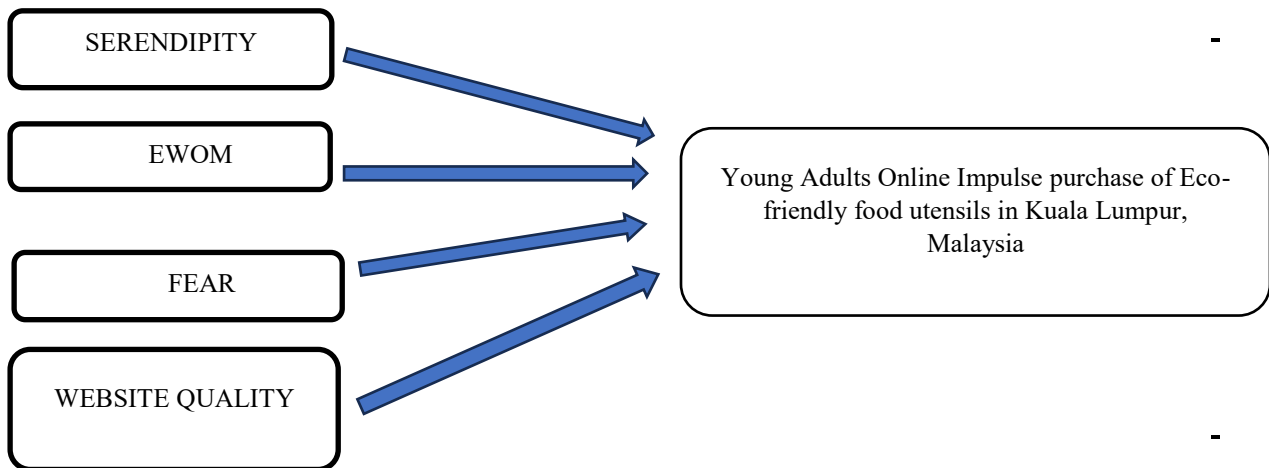 SERENDIPITY
EWOM
FEAR
WEBSITE QUALITY
Young Adults Online Impulse purchase of Eco-
friendly food utensils in Kuala Lumpur,
Malaysia
-
-